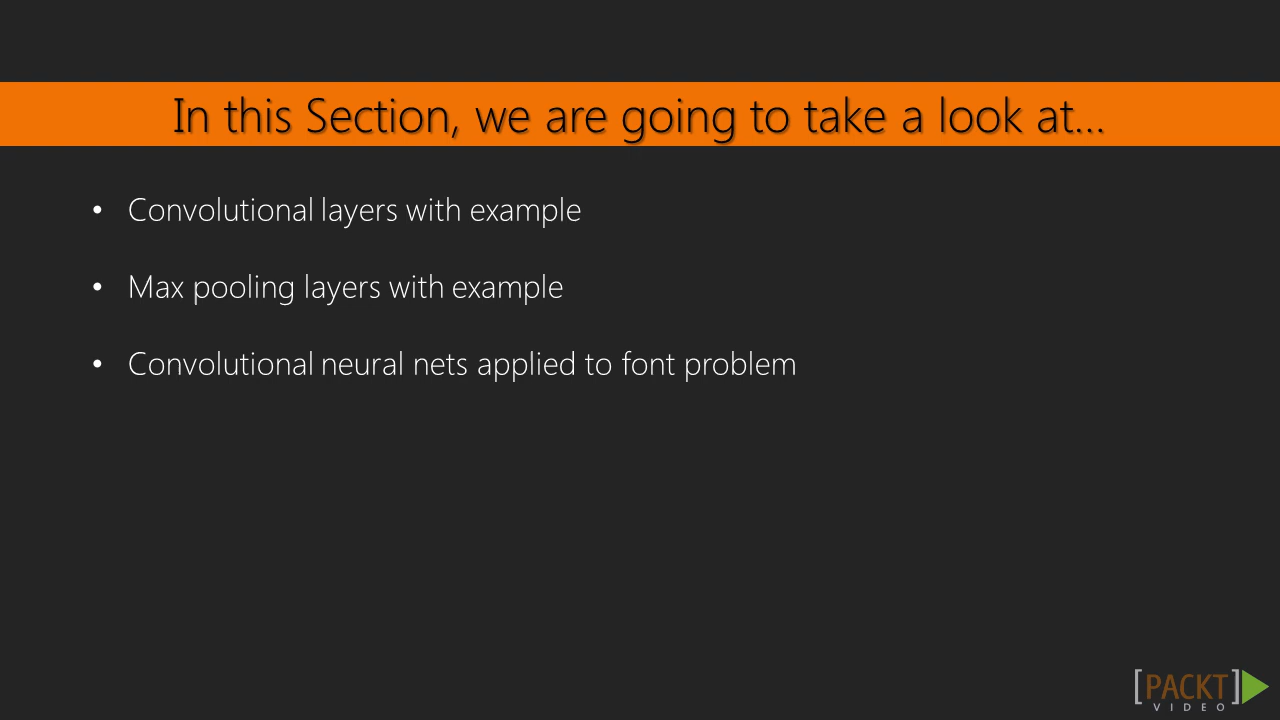 In this Section, we are going to take a look at...
• Convolutional layers with example
• Max pooling layers with example
• Convolutional neural nets applied to font problem
[PACKT]
VIDEO